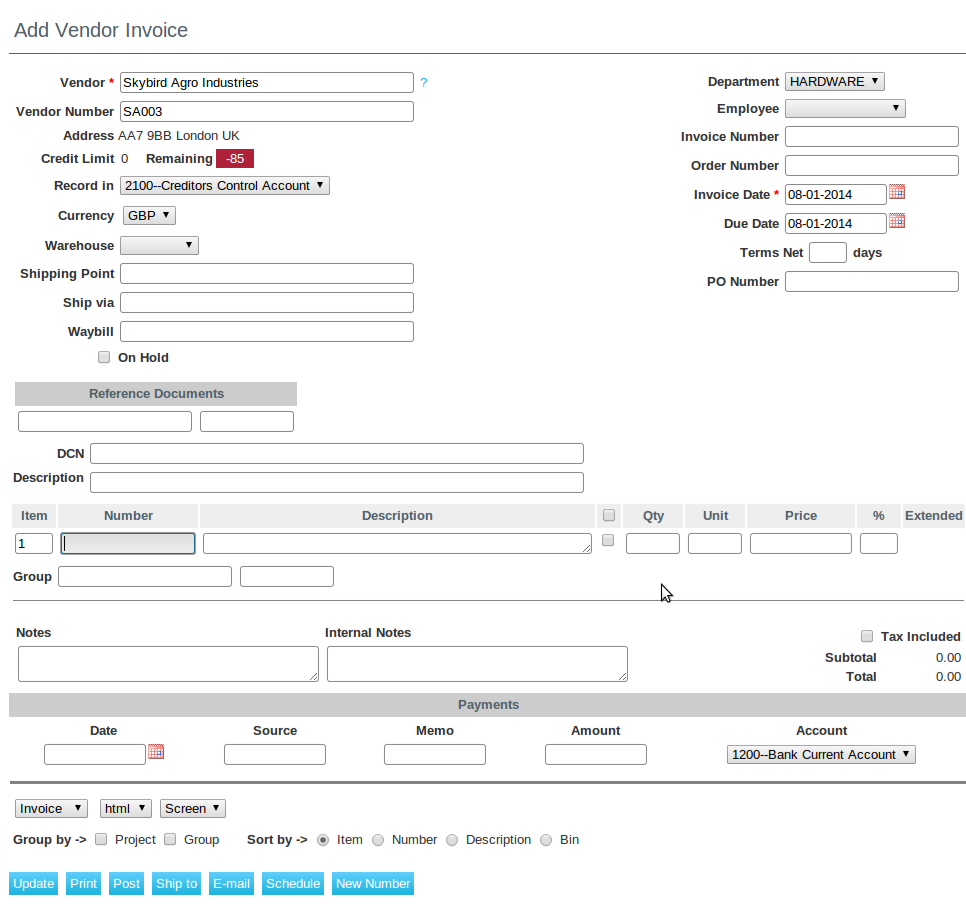 Add Vendor Invoice
Vendor * Skybird Agro Industries ? Department HARDWARE
Vendor Number SA003 Employee
Address AA7 9BB London UK Invoice Number
Credit Limit 0 Remaining -85 Order Number
Record in 2100--Creditors Control Account Invoice Date * 08-01-2014
Currency GBP Due Date 08-01-2014
Warehouse Terms Net days
Shipping Point PO Number
Ship via
Waybill
On Hold
Reference Documents
DCN
Description
Item Number Description Qty Unit Price % Extended
1
Group
Notes Internal Notes Tax Included
Subtotal 0.00
Total 0.00
Payments
Date Source Memo Amount Account
1200--Bank Current Account
Invoice html Screen
Group by -> Project Group Sort by -> Item Number Description Bin
Update Print Post Ship to E-mail Schedule New Number